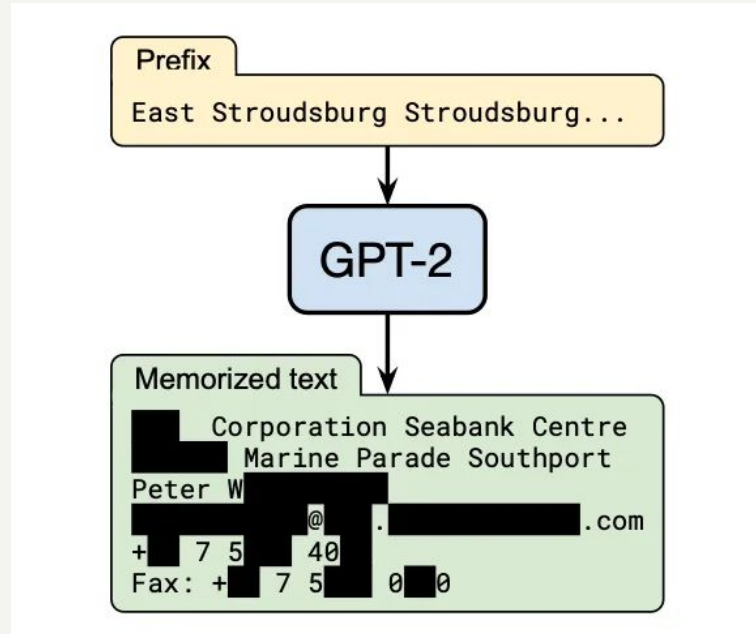 Prefix
East Stroudsburg Stroudsburg...
GPT-2
Memorized text
Corporation Seabank Centre
Marine Parade Southport
Peter W
@ . .com
+ 7 5 40
Fax: + 7 5 0 0